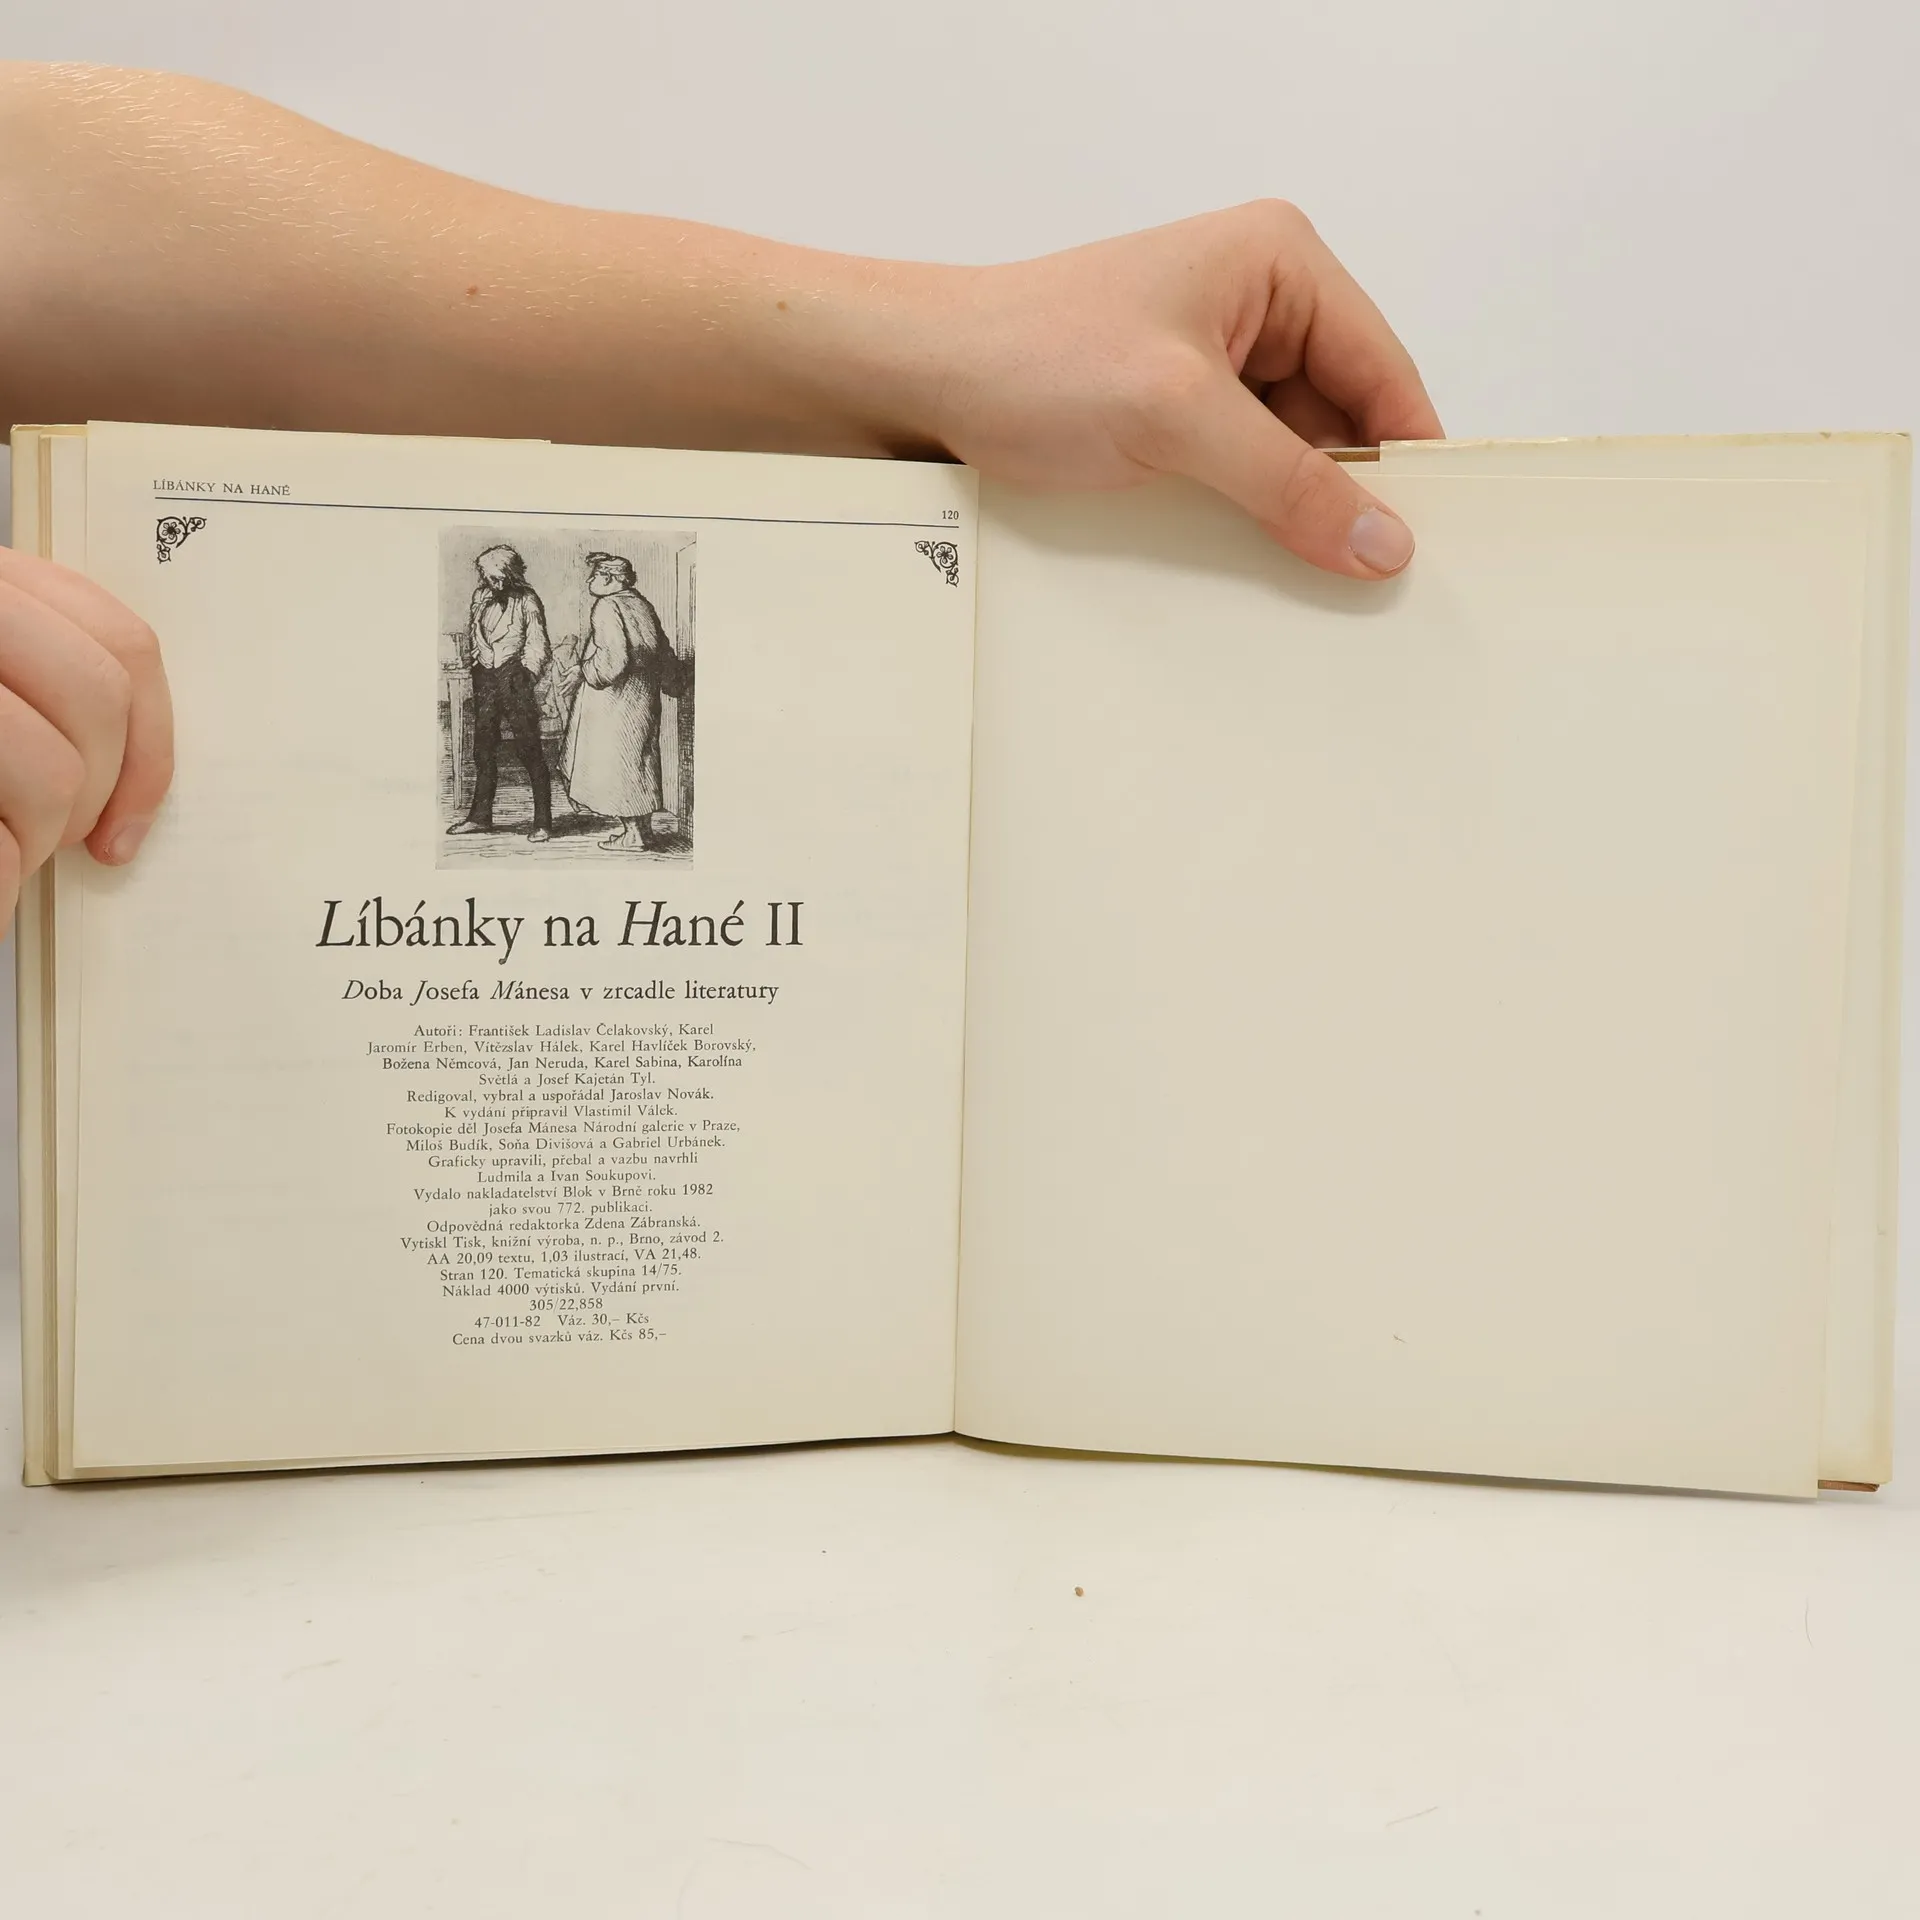 LÍBÁNKY NA HANÉ
120
Líbánky na Hané II
Doba Josefa Mánesa v zrcadle literatury
Autoři: František Ladislav Čelakovský, Karel
Jaromír Erben, Vítězslav Hálek, Karel Havlíček Borovský,
Božena Němcová, Jan Neruda, Karel Sabina, Karolína
Světlá a Josef Kajetán Tyl.
Redigoval, vybral a uspořádal Jaroslav Novák.
K vydání připravil Vlastimil Válek.
Fotokopie děl Josefa Mánesa Národní galerie v Praze,
Miloš Budík, Soňa Divišová a Gabriel Urbánek.
Graficky upravili, přebal a vazbu navrhli
Ludmila a Ivan Soukupovi.
Vydalo nakladatelství Blok v Brně roku 1982
jako svou 772. publikaci.
Odpovědná redaktorka Zdena Zábranská.
Vytiskl Tisk, knižní výroba, n. p., Brno, závod 2.
AA 20,09 textu, 1,03 ilustrací, VA 21,48.
Stran 120. Tematická skupina 14/75.
Náklad 4000 výtisků. Vydání první.
305/22,858
47-011-82 Váz. 30,– Kčs
Cena dvou svazků váz. Kčs 85,–